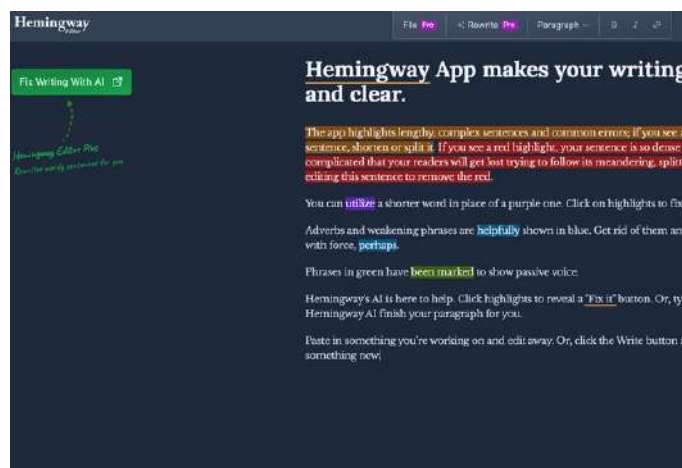 Hemingway
Editor
File Pro
Rewrite Pro
Paragraph
B I
Fix Writing With AI
Hemingway Editor Plus
Rewrites wordy sentences for you
Hemingway App makes your writing
and clear.
The app highlights lengthy, complex sentences and common errors; if you see a
sentence, shorten or split it. If you see a red highlight, your sentence is so dense
complicated that your readers will get lost trying to follow its meandering, splitt
editing this sentence to remove the red.
You can utilize a shorter word in place of a purple one. Click on highlights to fix
Adverbs and weakening phrases are helpfully shown in blue. Get rid of them an
with force, perhaps.
Phrases in green have been marked to show passive voice.
Hemingway's AI is here to help. Click highlights to reveal a "Fix it" button. Or, ty
Hemingway AI finish your paragraph for you.
Paste in something you're working on and edit away. Or, click the Write button a
something new.